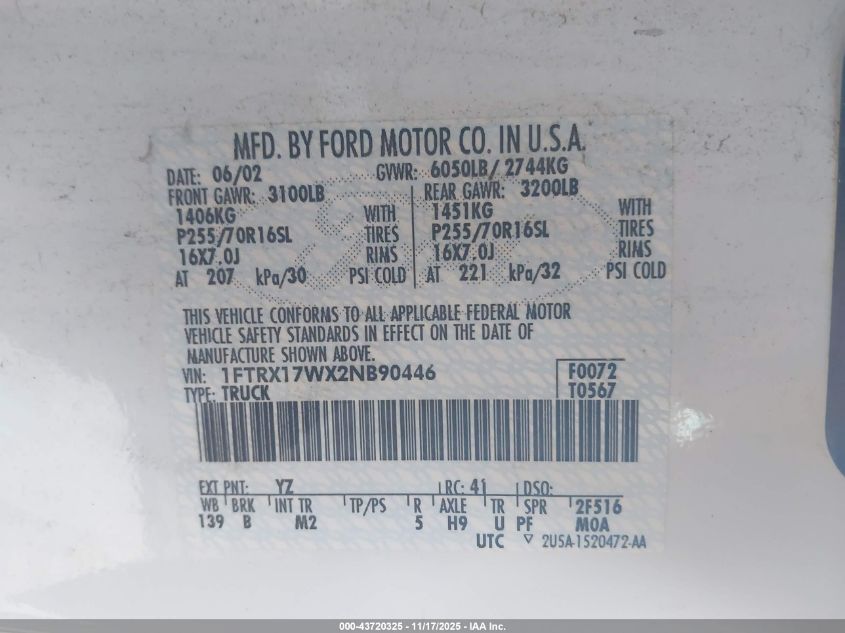 MFD. BY FORD MOTOR CO. IN U.S.A.
DATE: 06/02 GVWR: 6050LB/ 2744KG
FRONT GAWR: 3100LB REAR GAWR: 3200LB
1406KG WITH 1451KG WITH
P255/70R16SL TIRES P255/70R16SL TIRES
16X7.0J RIMS 16X7.0J RIMS
AT 207 kPa/30 PSI COLD AT 221 kPa/32 PSI COLD
THIS VEHICLE CONFORMS TO ALL APPLICABLE FEDERAL MOTOR
VEHICLE SAFETY STANDARDS IN EFFECT ON THE DATE OF
MANUFACTURE SHOWN ABOVE.
VIN: 1FTRX17WX2NB90446 F0072
TYPE: TRUCK T0567
EXT PNT: YZ RC: 41 DSO:
WB BRK INT TR TP/PS R AXLE TR SPR 2F516
139 B M2 5 H9 U PF M0A
UTC ▽ 2U5A-1520472-AA
000-43720325 - 11/17/2025 - IAA Inc.